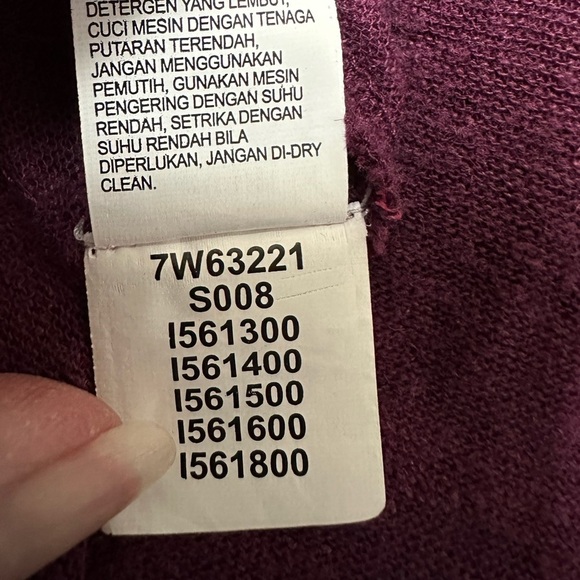 DETERGEN YANG LEMBUT,
CUCI MESIN DENGAN TENAGA
PUTARAN TERENDAH,
JANGAN MENGGUNAKAN
PEMUTIH, GUNAKAN MESIN
PENGERING DENGAN SUHU
RENDAH, SETRIKA DENGAN
SUHU RENDAH BILA
DIPERLUKAN, JANGAN DI-DRY
CLEAN.
7W63221
S008
I561300
I561400
I561500
I561600
I561800